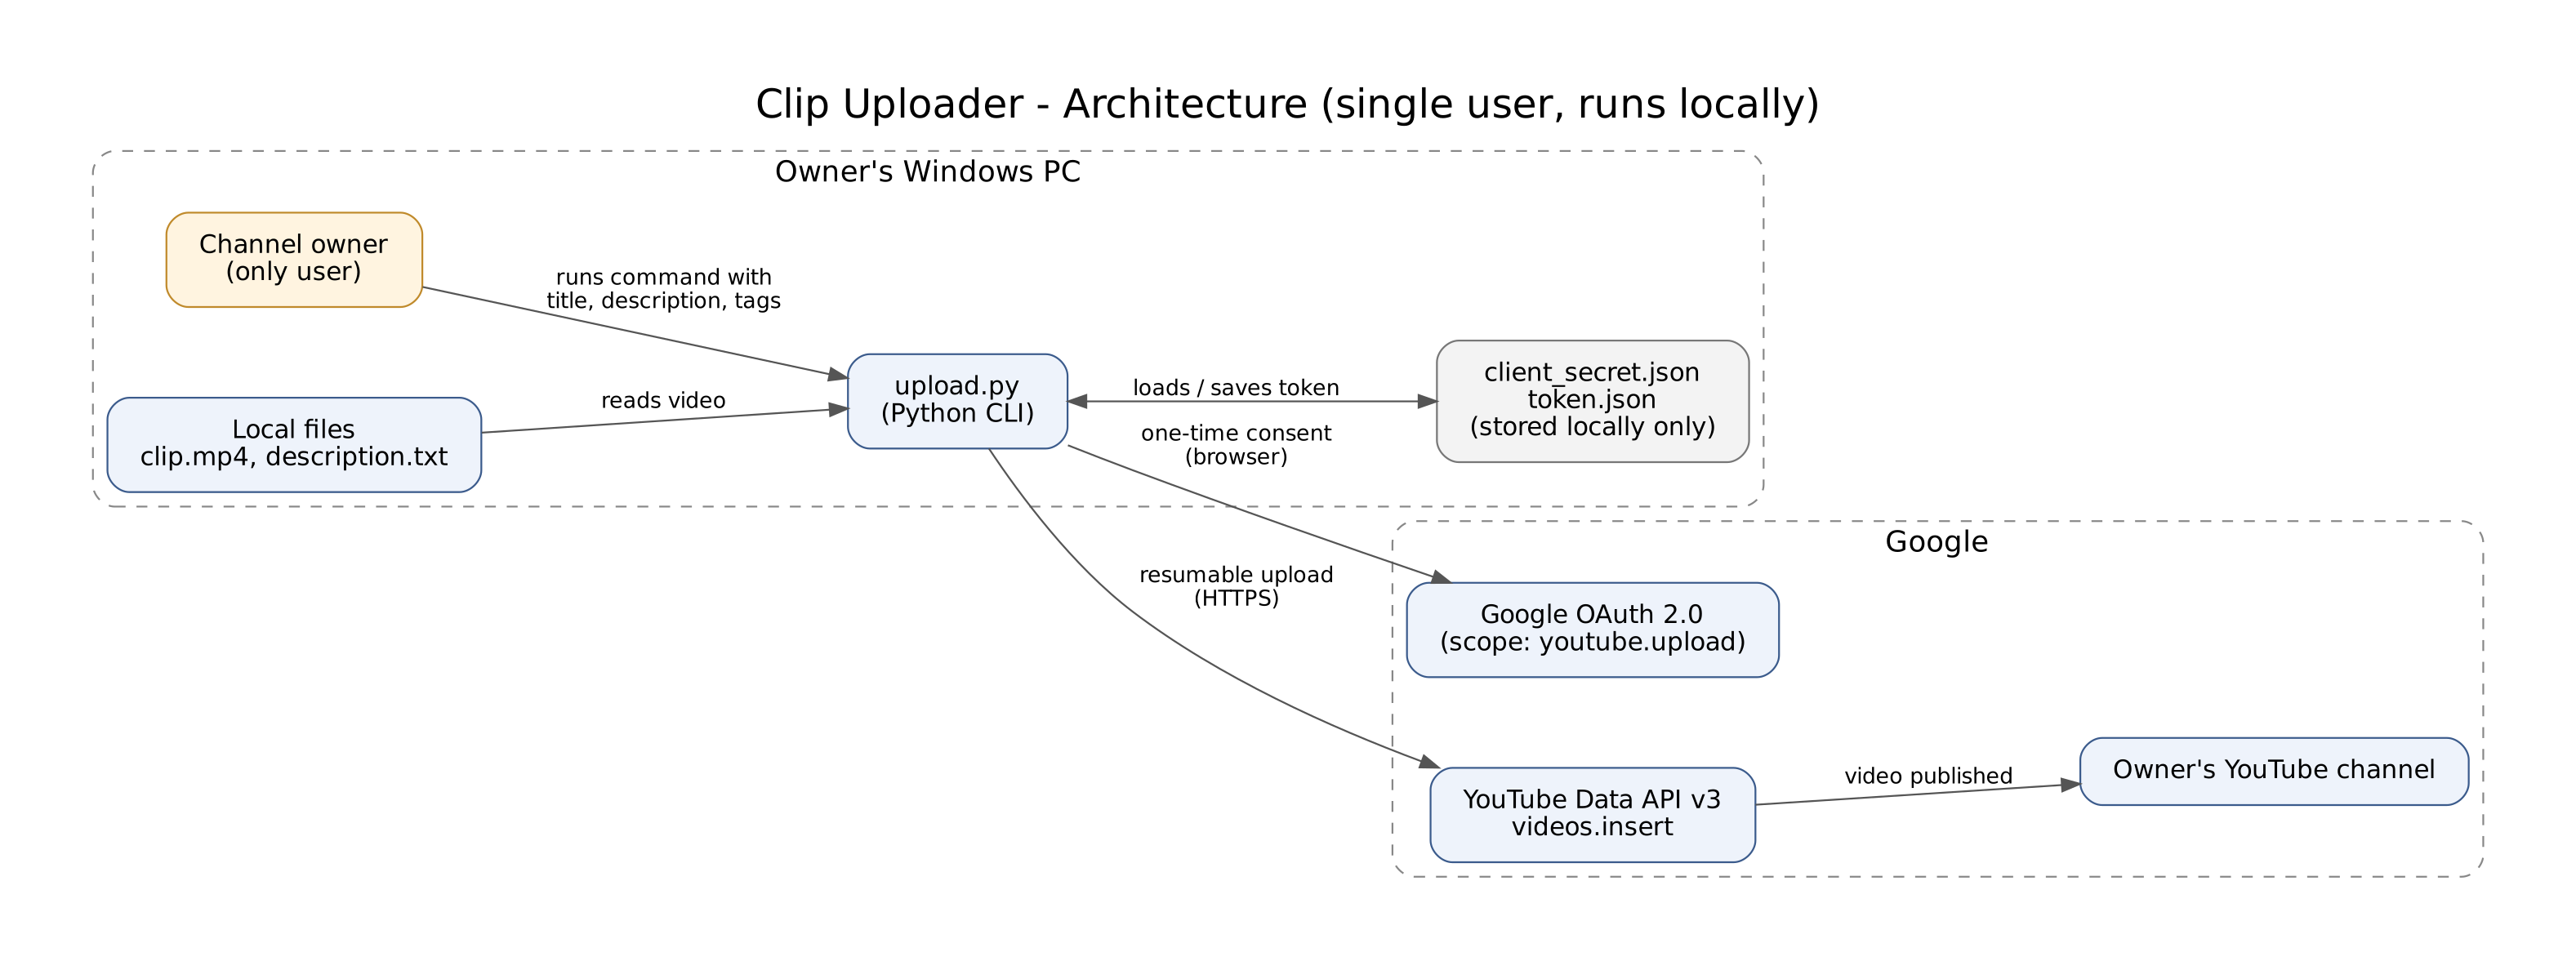 Clip Uploader - Architecture (single user, runs locally)
Owner's Windows PC
Channel owner
(only user)
runs command with
title, description, tags
Local files
clip.mp4, description.txt
reads video
upload.py
(Python CLI)
loads / saves token
client_secret.json
token.json
(stored locally only)
one-time consent
(browser)
resumable upload
(HTTPS)
Google
Google OAuth 2.0
(scope: youtube.upload)
YouTube Data API v3
videos.insert
video published
Owner's YouTube channel